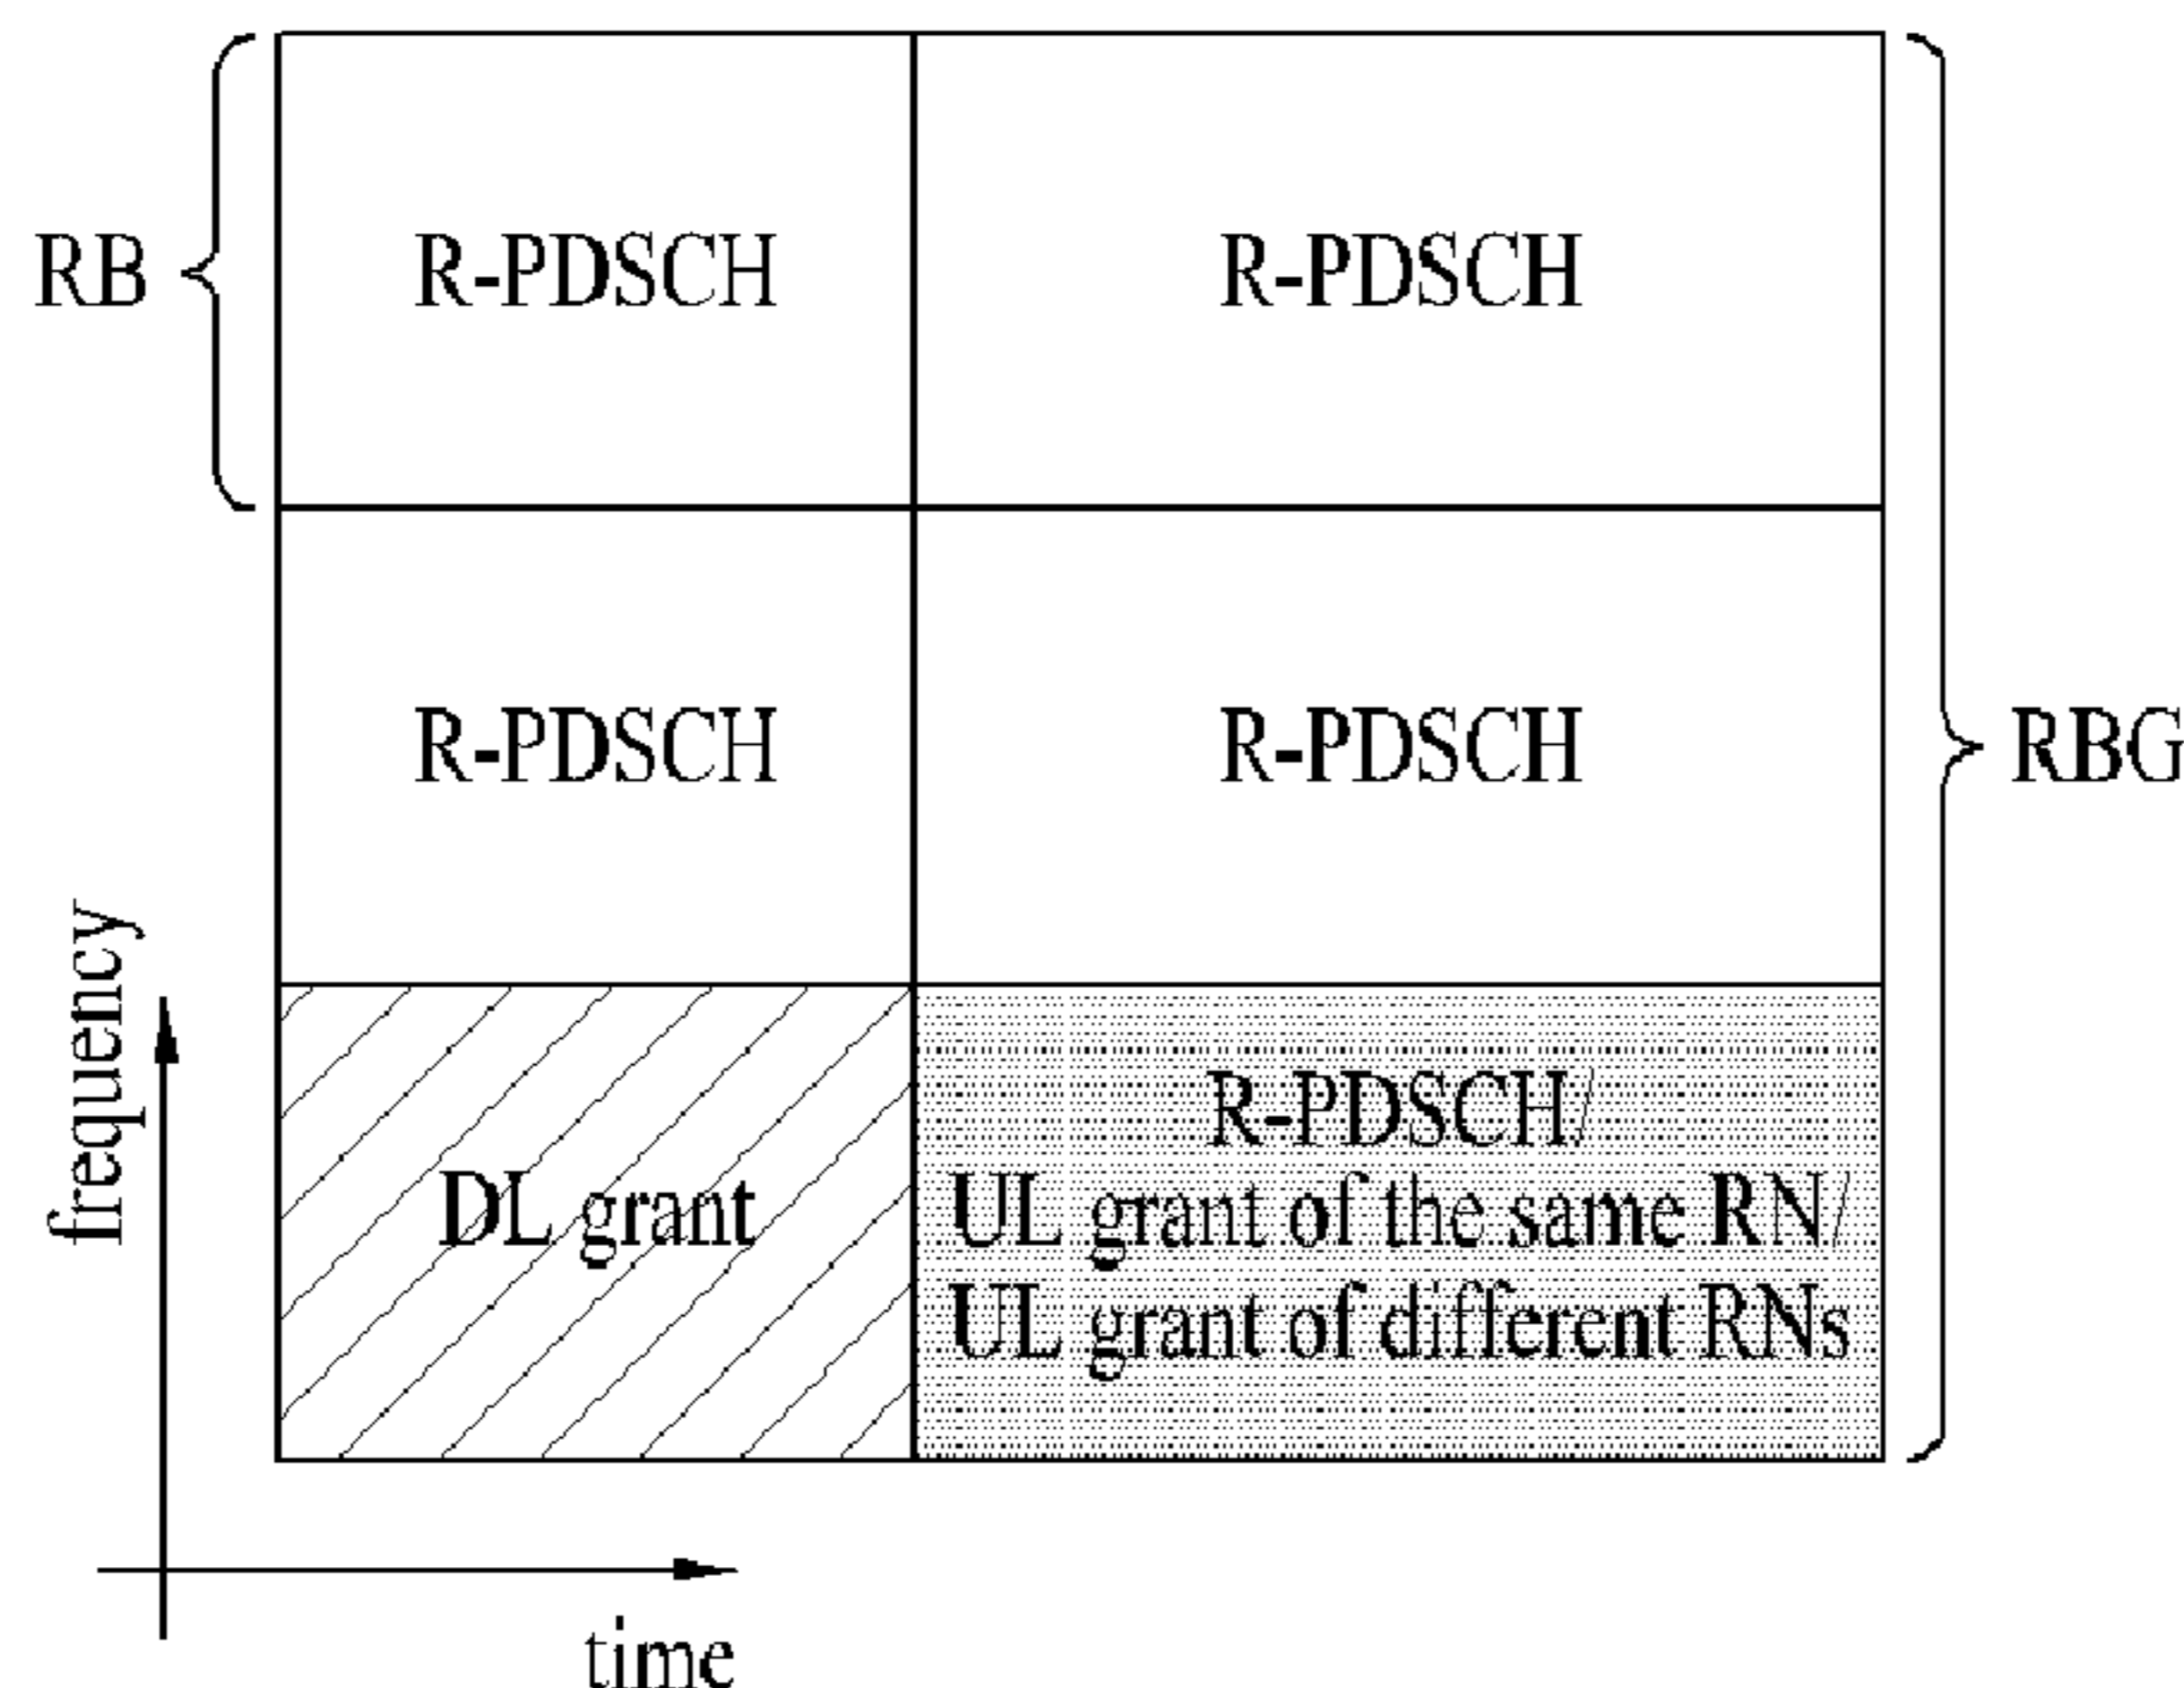 RB
R-PDSCH
R-PDSCH
R-PDSCH
R-PDSCH
RBG
frequency
DL grant
R-PDSCH/
UL grant of the same RN/
UL grant of different RNs
time